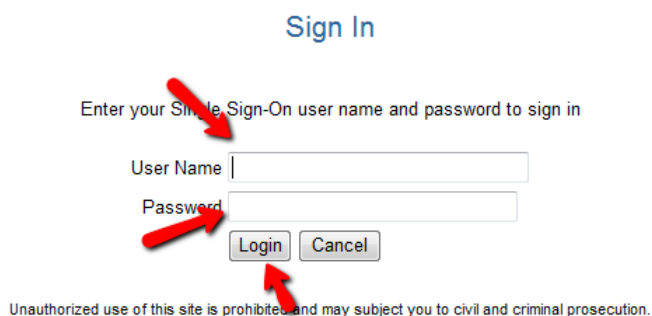 Sign In
Enter your Single Sign-On user name and password to sign in
User Name
Password
Login Cancel
Unauthorized use of this site is prohibited and may subject you to civil and criminal prosecution.